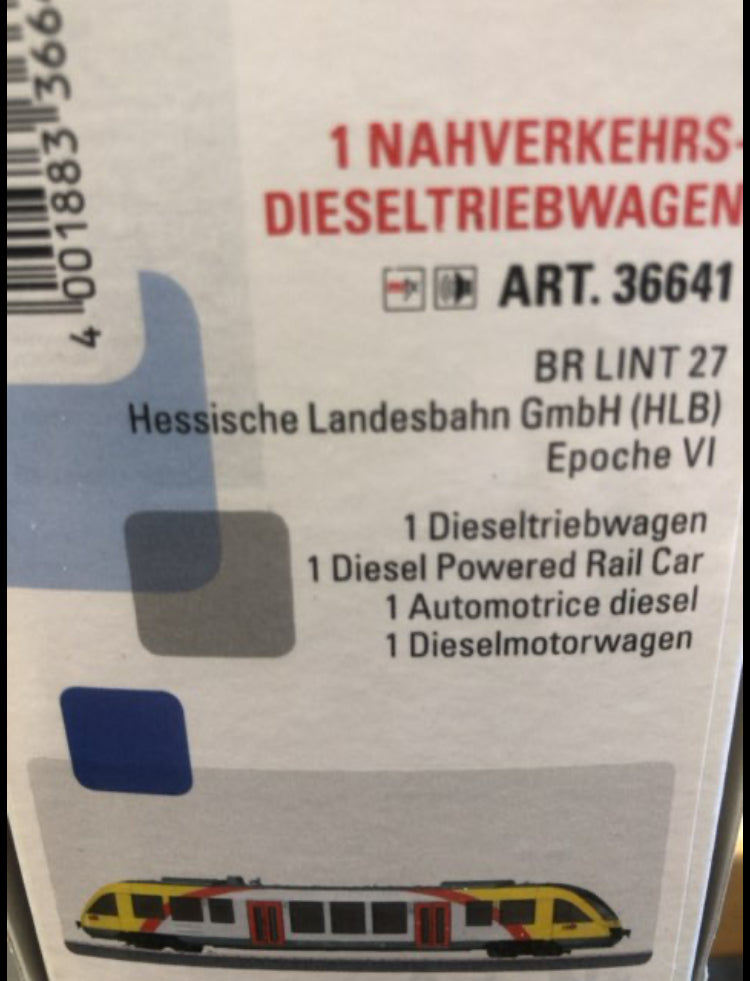 4 001883 366
1 NAHVERKEHRS-
DIESELTRIEBWAGEN
ART. 36641
BR LINT 27
Hessische Landesbahn GmbH (HLB)
Epoche VI
1 Dieseltriebwagen
1 Diesel Powered Rail Car
1 Automotrice diesel
1 Dieselmotorwagen